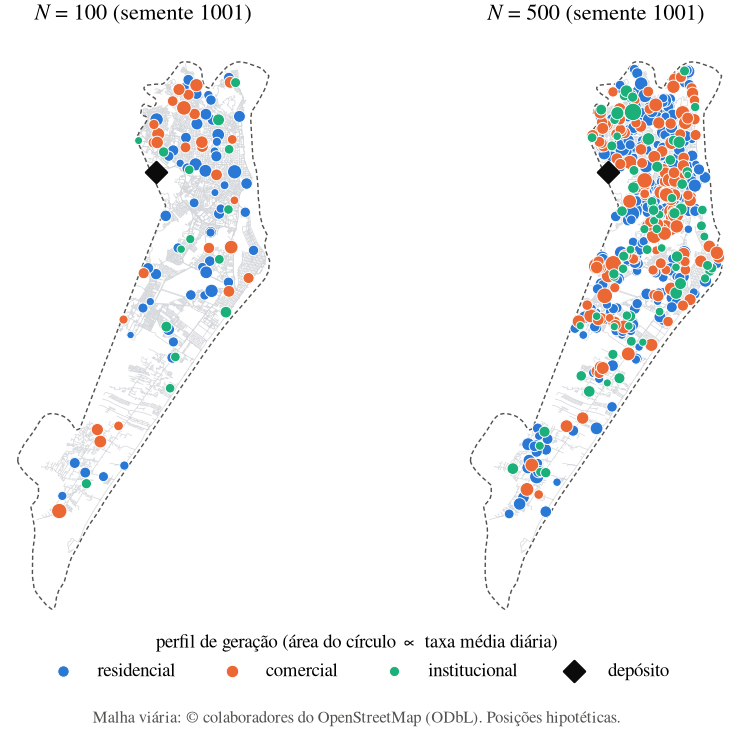 N = 100 (semente 1001)
N = 500 (semente 1001)
perfil de geração (área do círculo ∝ taxa média diária)
residencial
comercial
institucional
depósito
Malha viária: © colaboradores do OpenStreetMap (ODbL). Posições hipotéticas.